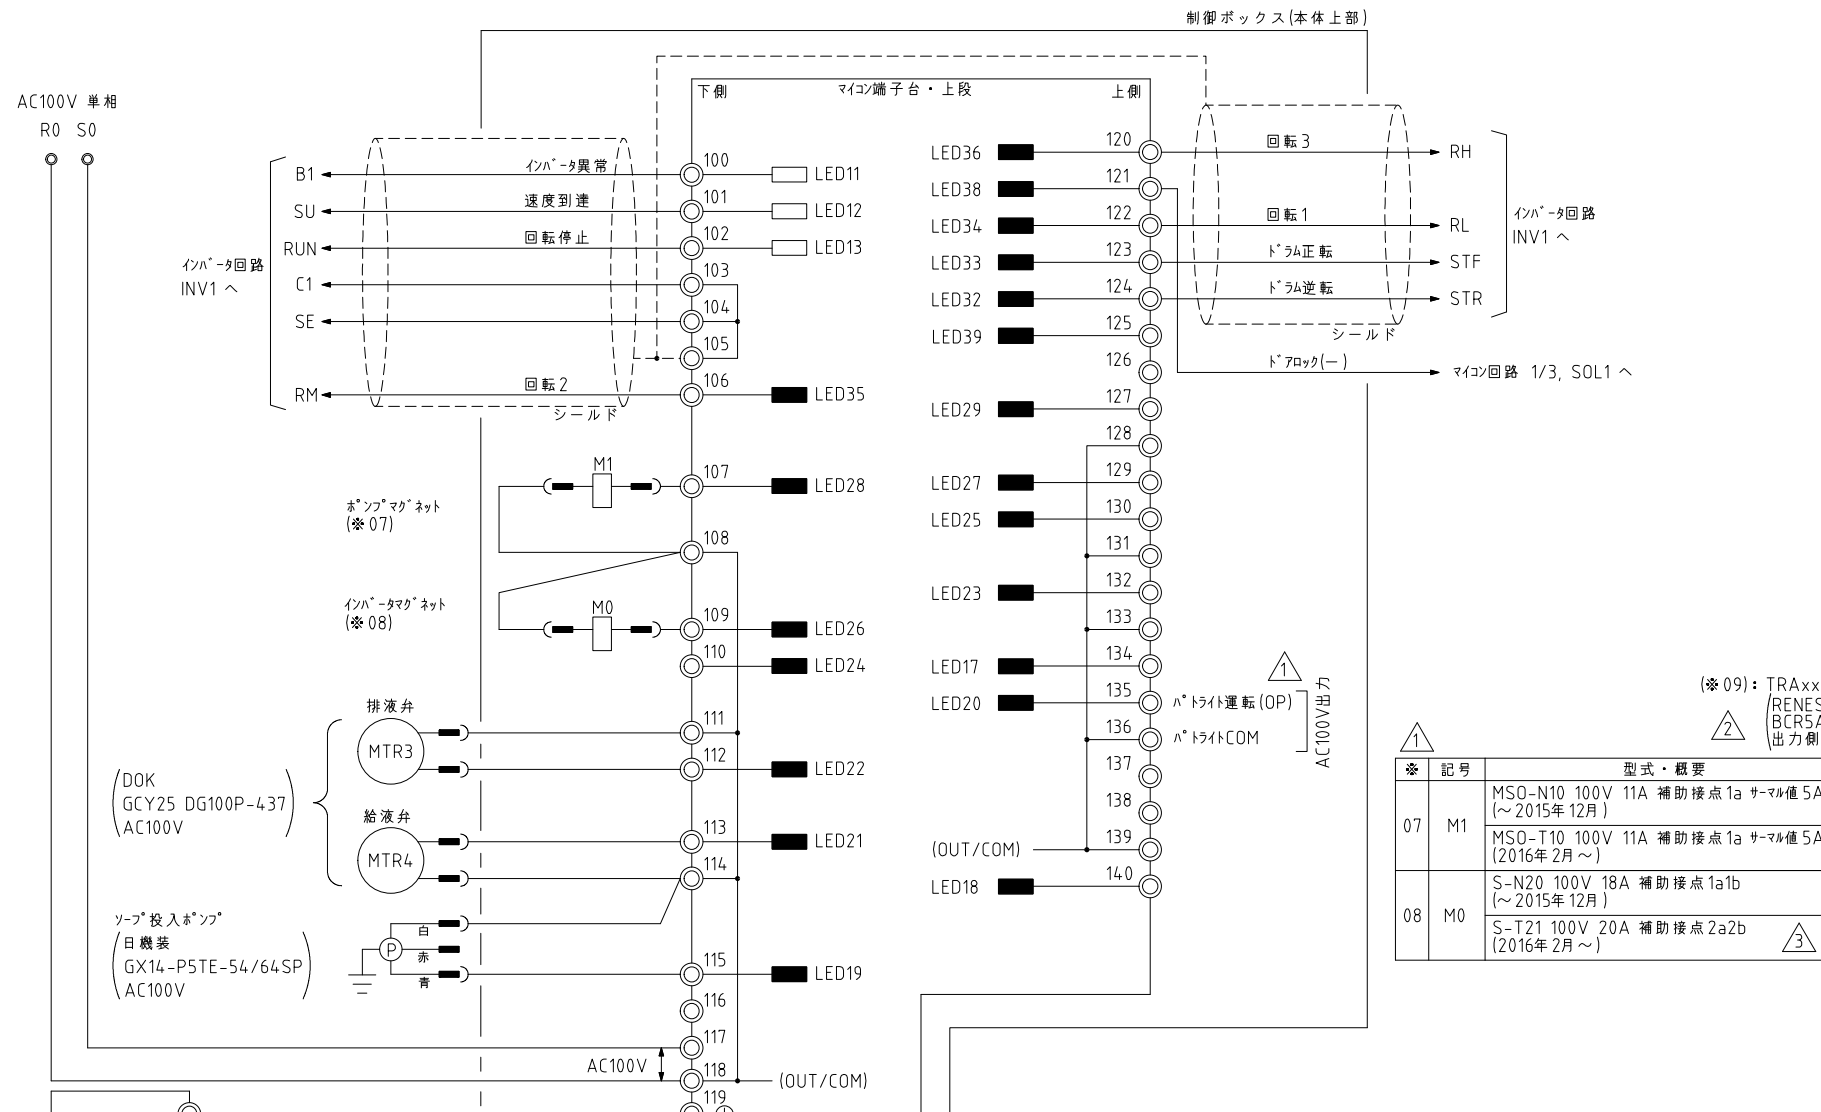 制御ボックス(本体上部)
AC100V 単相
R0 S0
下側
マイコン端子台・上段
上側
インバータ回路
INV1 へ
B1
インバータ異常
100
LED11
SU
速度到達
101
LED12
RUN
回転停止
102
LED13
C1
103
SE
104
105
RM
回転2
106
LED35
シールド
ポンプマグネット
(※07)
M1
107
LED28
108
インバータマグネット
(※08)
M0
109
LED26
110
LED24
排液弁
MTR3
111
112
LED22
DOK
GCY25 DG100P-437
AC100V
給液弁
MTR4
113
LED21
114
ソープ投入ポンプ
日機装
GX14-P5TE-54/64SP
AC100V
P
白
赤
青
115
LED19
116
117
AC100V
118
(OUT/COM)
119
LED36
120
回転3
RH
LED38
121
LED34
122
回転1
RL
LED33
123
ドラム正転
STF
LED32
124
ドラム逆転
STR
インバータ回路
INV1 へ
シールド
LED39
125
126
ドアロック(ー)
マイコン回路 1/3, SOL1 へ
LED29
127
128
LED27
129
LED25
130
131
LED23
132
133
LED17
134
LED20
135
パトライト運転(OP)
136
パトライトCOM
1
AC100V出力
137
138
(OUT/COM)
139
LED18
140
(※09): TRAxx
RENES
BCR5A
出力側
2
1
※ 記号 型式・概要
07 M1
MSO-N10 100V 11A 補助接点1a サーマル値5A
(～2015年12月)
MSO-T10 100V 11A 補助接点1a サーマル値5A
(2016年2月～)
08 M0
S-N20 100V 18A 補助接点1a1b
(～2015年12月)
S-T21 100V 20A 補助接点2a2b
(2016年2月～)
3